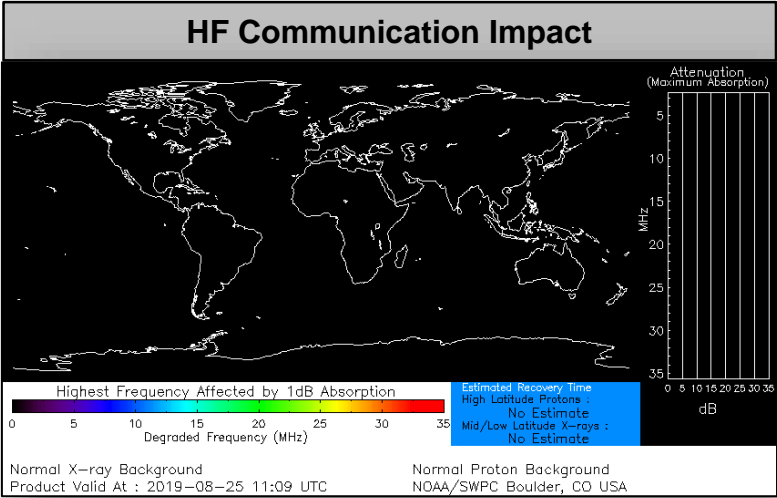 HF Communication Impact
Attenuation
(Maximum Absorption)
5
10
15
20
25
30
35
MHz
0 5 10 15 20 25 30 35
dB
Highest Frequency Affected by 1dB Absorption
0 5 10 15 20 25 30 35
Degraded Frequency (MHz)
Estimated Recovery Time
High Latitude Protons :
No Estimate
Mid/Low Latitude X-rays :
No Estimate
Normal X-ray Background
Normal Proton Background
Product Valid At : 2019-08-25 11:09 UTC
NOAA/SWPC Boulder, CO USA